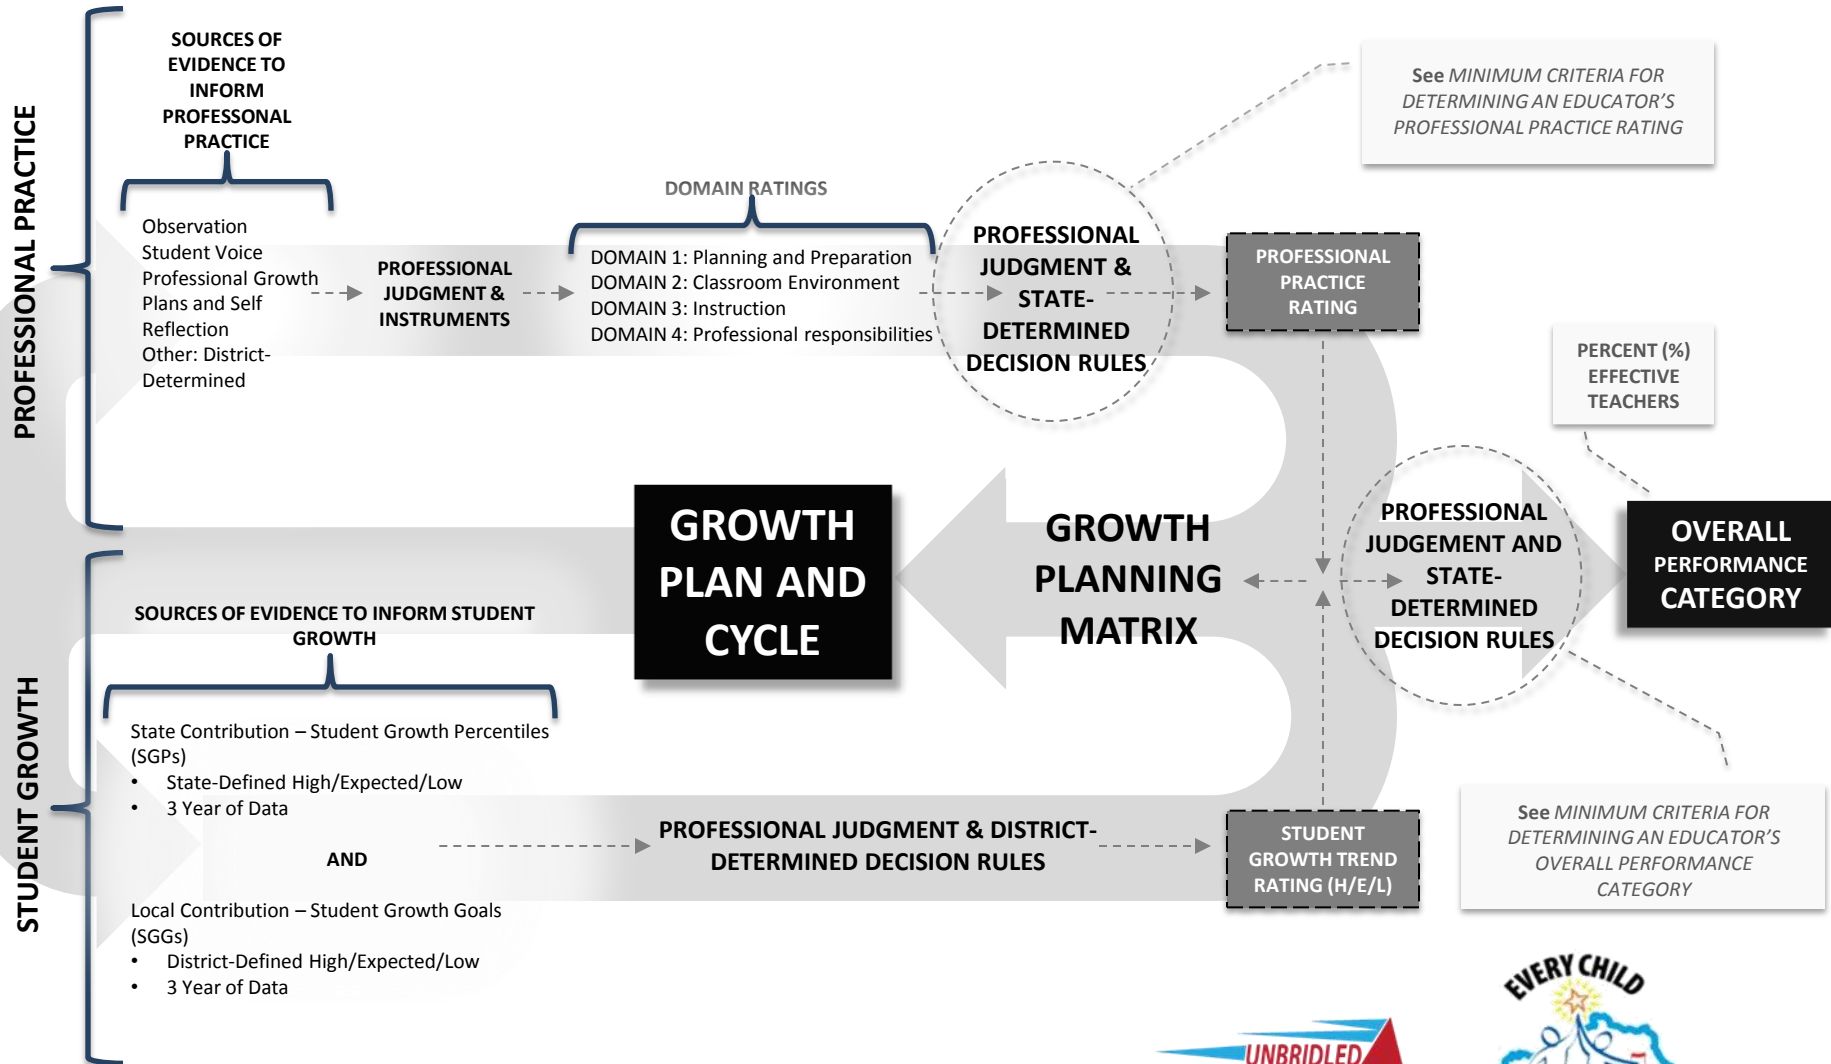 PROFESSIONAL PRACTICE
SOURCES OF
EVIDENCE TO
INFORM
PROFESSIONAL
PRACTICE
Observation
Student Voice
Professional Growth
Plans and Self
Reflection
Other: District-
Determined
PROFESSIONAL
JUDGMENT &
INSTRUMENTS
DOMAIN RATINGS
DOMAIN 1: Planning and Preparation
DOMAIN 2: Classroom Environment
DOMAIN 3: Instruction
DOMAIN 4: Professional responsibilities
PROFESSIONAL
JUDGMENT &
STATE-
DETERMINED
DECISION RULES
See MINIMUM CRITERIA FOR
DETERMINING AN EDUCATOR'S
PROFESSIONAL PRACTICE RATING
PROFESSIONAL
PRACTICE
RATING
PERCENT (%)
EFFECTIVE
TEACHERS
GROWTH
PLAN AND
CYCLE
GROWTH
PLANNING
MATRIX
PROFESSIONAL
JUDGEMENT AND
STATE-
DETERMINED
DECISION RULES
OVERALL
PERFORMANCE
CATEGORY
STUDENT GROWTH
SOURCES OF EVIDENCE TO INFORM STUDENT
GROWTH
State Contribution – Student Growth Percentiles
(SGPs)
• State-Defined High/Expected/Low
• 3 Year of Data
AND
Local Contribution – Student Growth Goals
(SGGs)
• District-Defined High/Expected/Low
• 3 Year of Data
PROFESSIONAL JUDGMENT & DISTRICT-
DETERMINED DECISION RULES
STUDENT
GROWTH TREND
RATING (H/E/L)
See MINIMUM CRITERIA FOR
DETERMINING AN EDUCATOR'S
OVERALL PERFORMANCE
CATEGORY
UNBRIDLED
EVERY CHILD